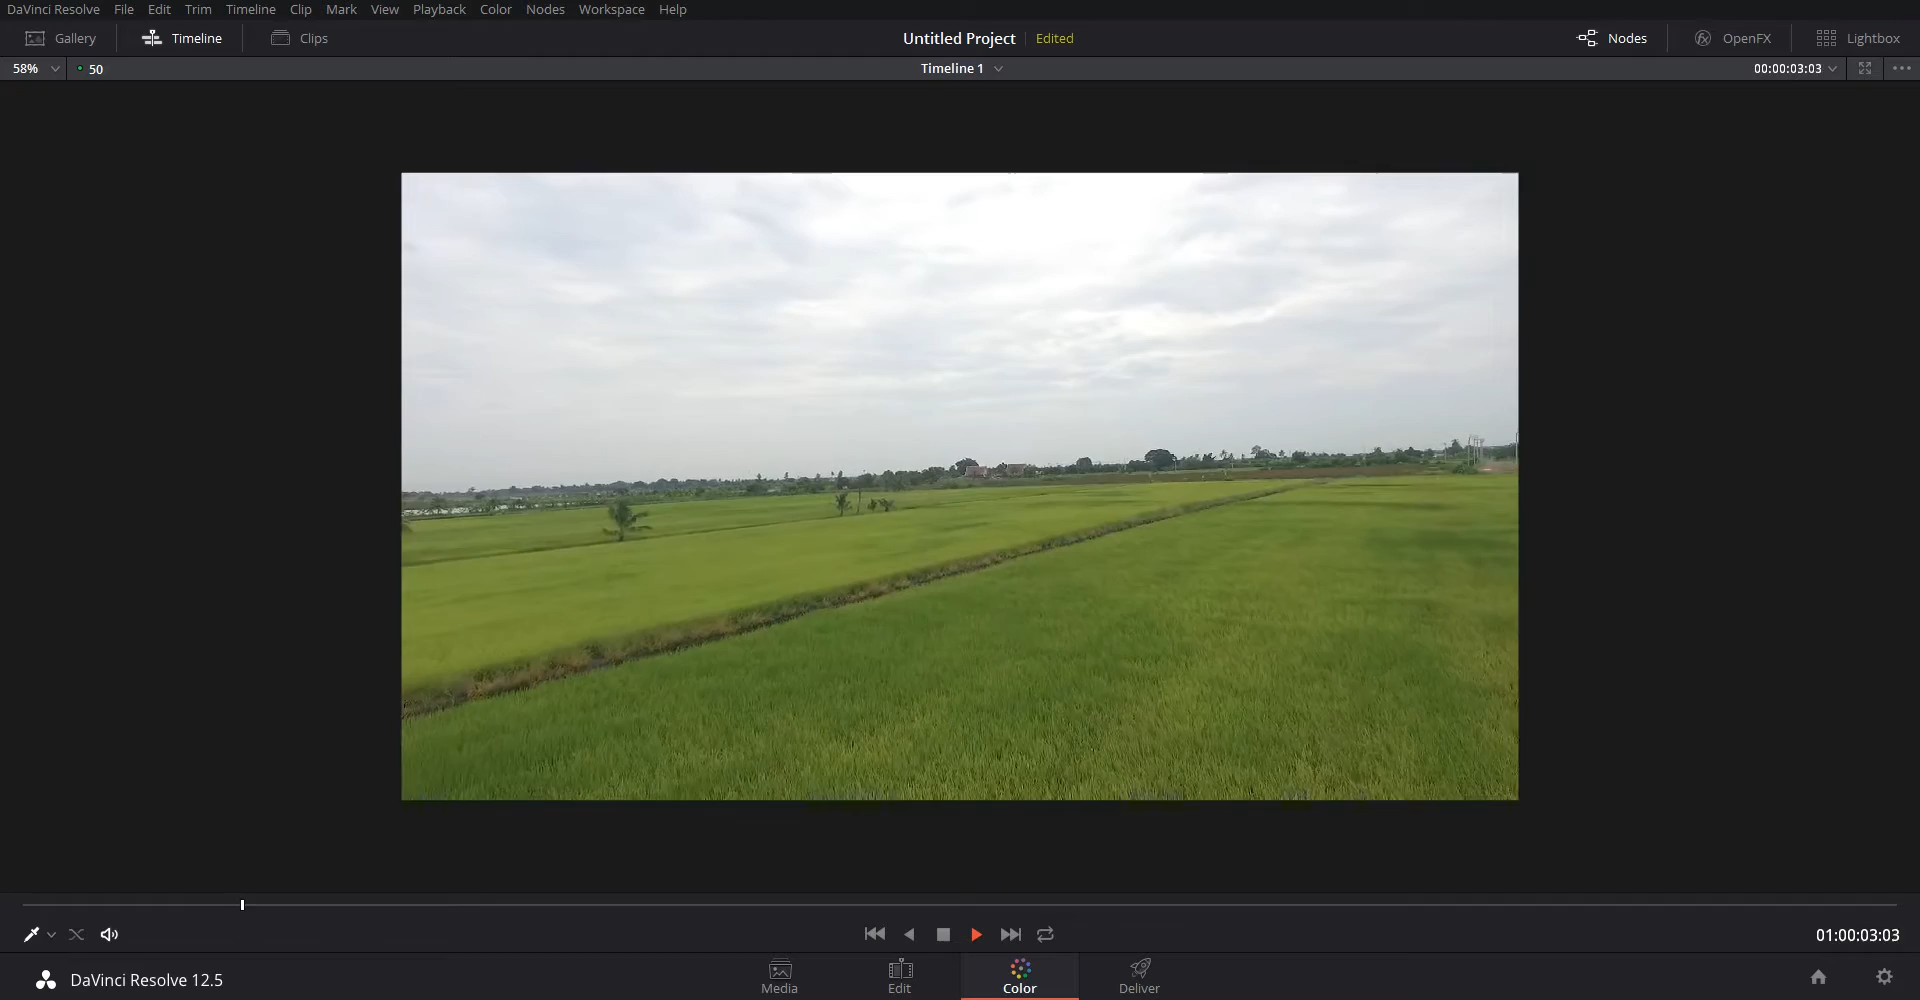 DaVinci Resolve File Edit Trim Timeline Clip Mark View Playback Color Nodes Workspace Help
Gallery Timeline Clips Untitled Project Edited Nodes OpenFX Lightbox
58% 50 Timeline 1 00:00:03:03
01:00:03:03
DaVinci Resolve 12.5 Media Edit Color Deliver